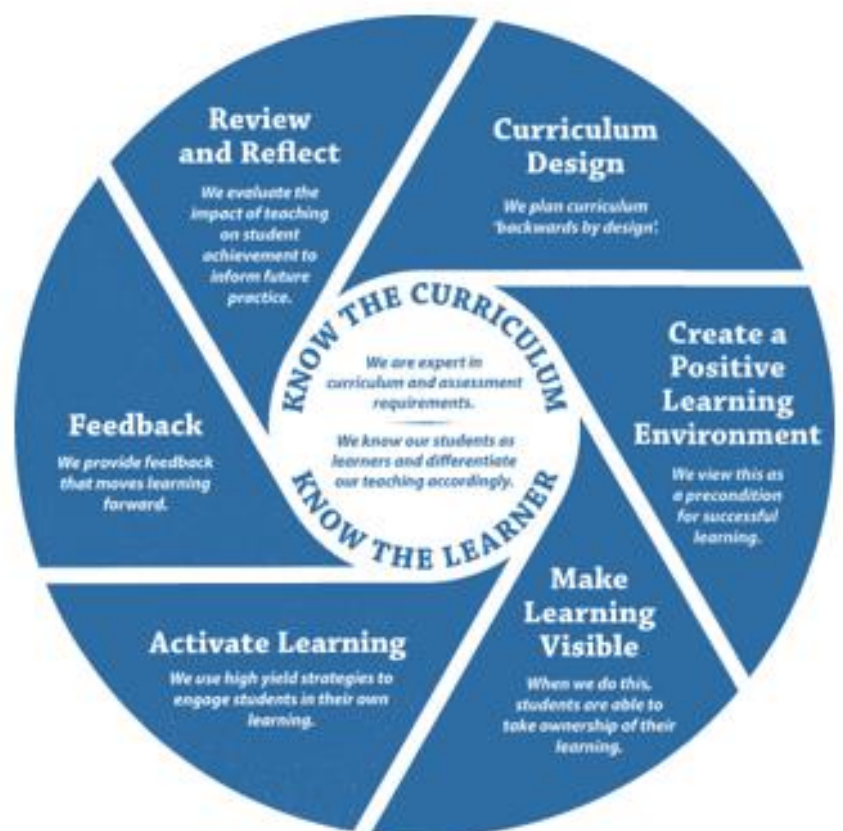 Review
and Reflect
We evaluate the
impact of teaching
on student
achievement to
inform future
practice.
Curriculum
Design
We plan curriculum
'backwards by design'.
Create a
Positive
Learning
Environment
We view this as
a precondition
for successful
learning.
Make
Learning
Visible
When we do this,
students are able to
take ownership of their
learning.
Activate Learning
We use high yield strategies to
engage students in their own
learning.
Feedback
We provide feedback
that moves learning
forward.
KNOW THE CURRICULUM
We are expert in
curriculum and assessment
requirements.
We know our students as
learners and differentiate
our teaching accordingly.
KNOW THE LEARNER